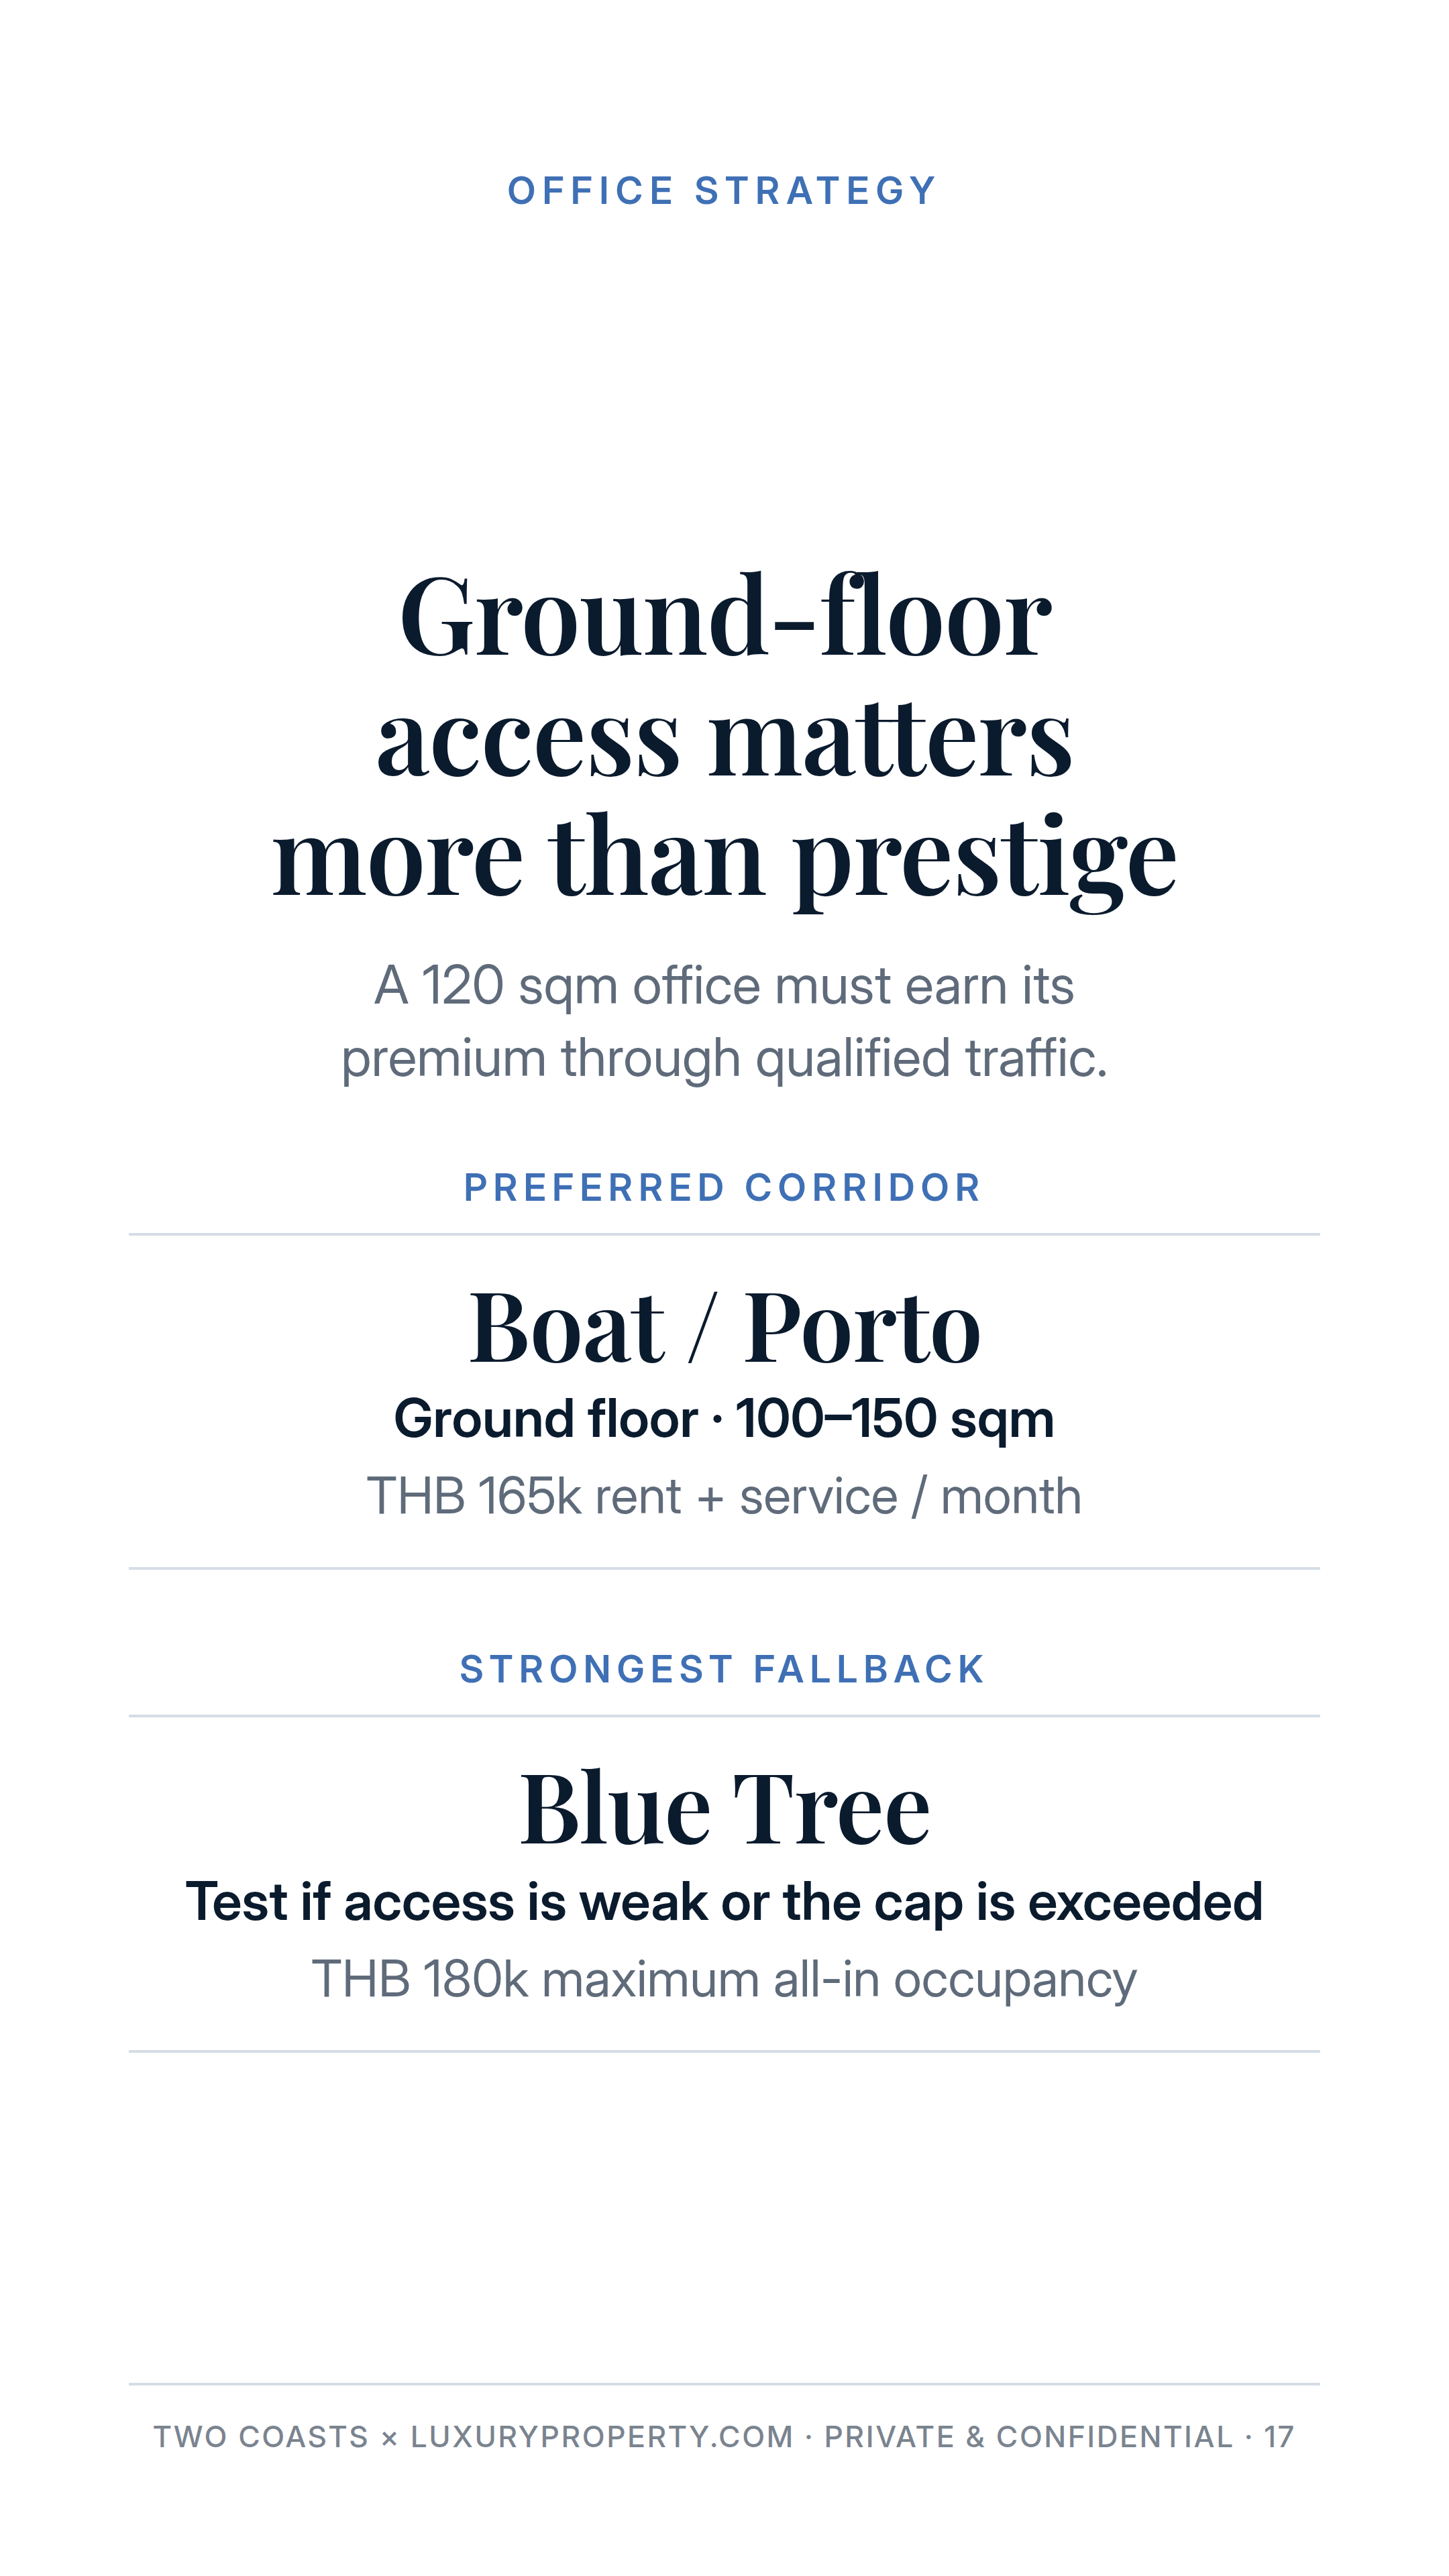 OFFICE STRATEGY
Ground-floor
access matters
more than prestige
A 120 sqm office must earn its
premium through qualified traffic.
PREFERRED CORRIDOR
Boat / Porto
Ground floor · 100–150 sqm
THB 165k rent + service / month
STRONGEST FALLBACK
Blue Tree
Test if access is weak or the cap is exceeded
THB 180k maximum all-in occupancy
TWO COASTS × LUXURYPROPERTY.COM · PRIVATE & CONFIDENTIAL · 17